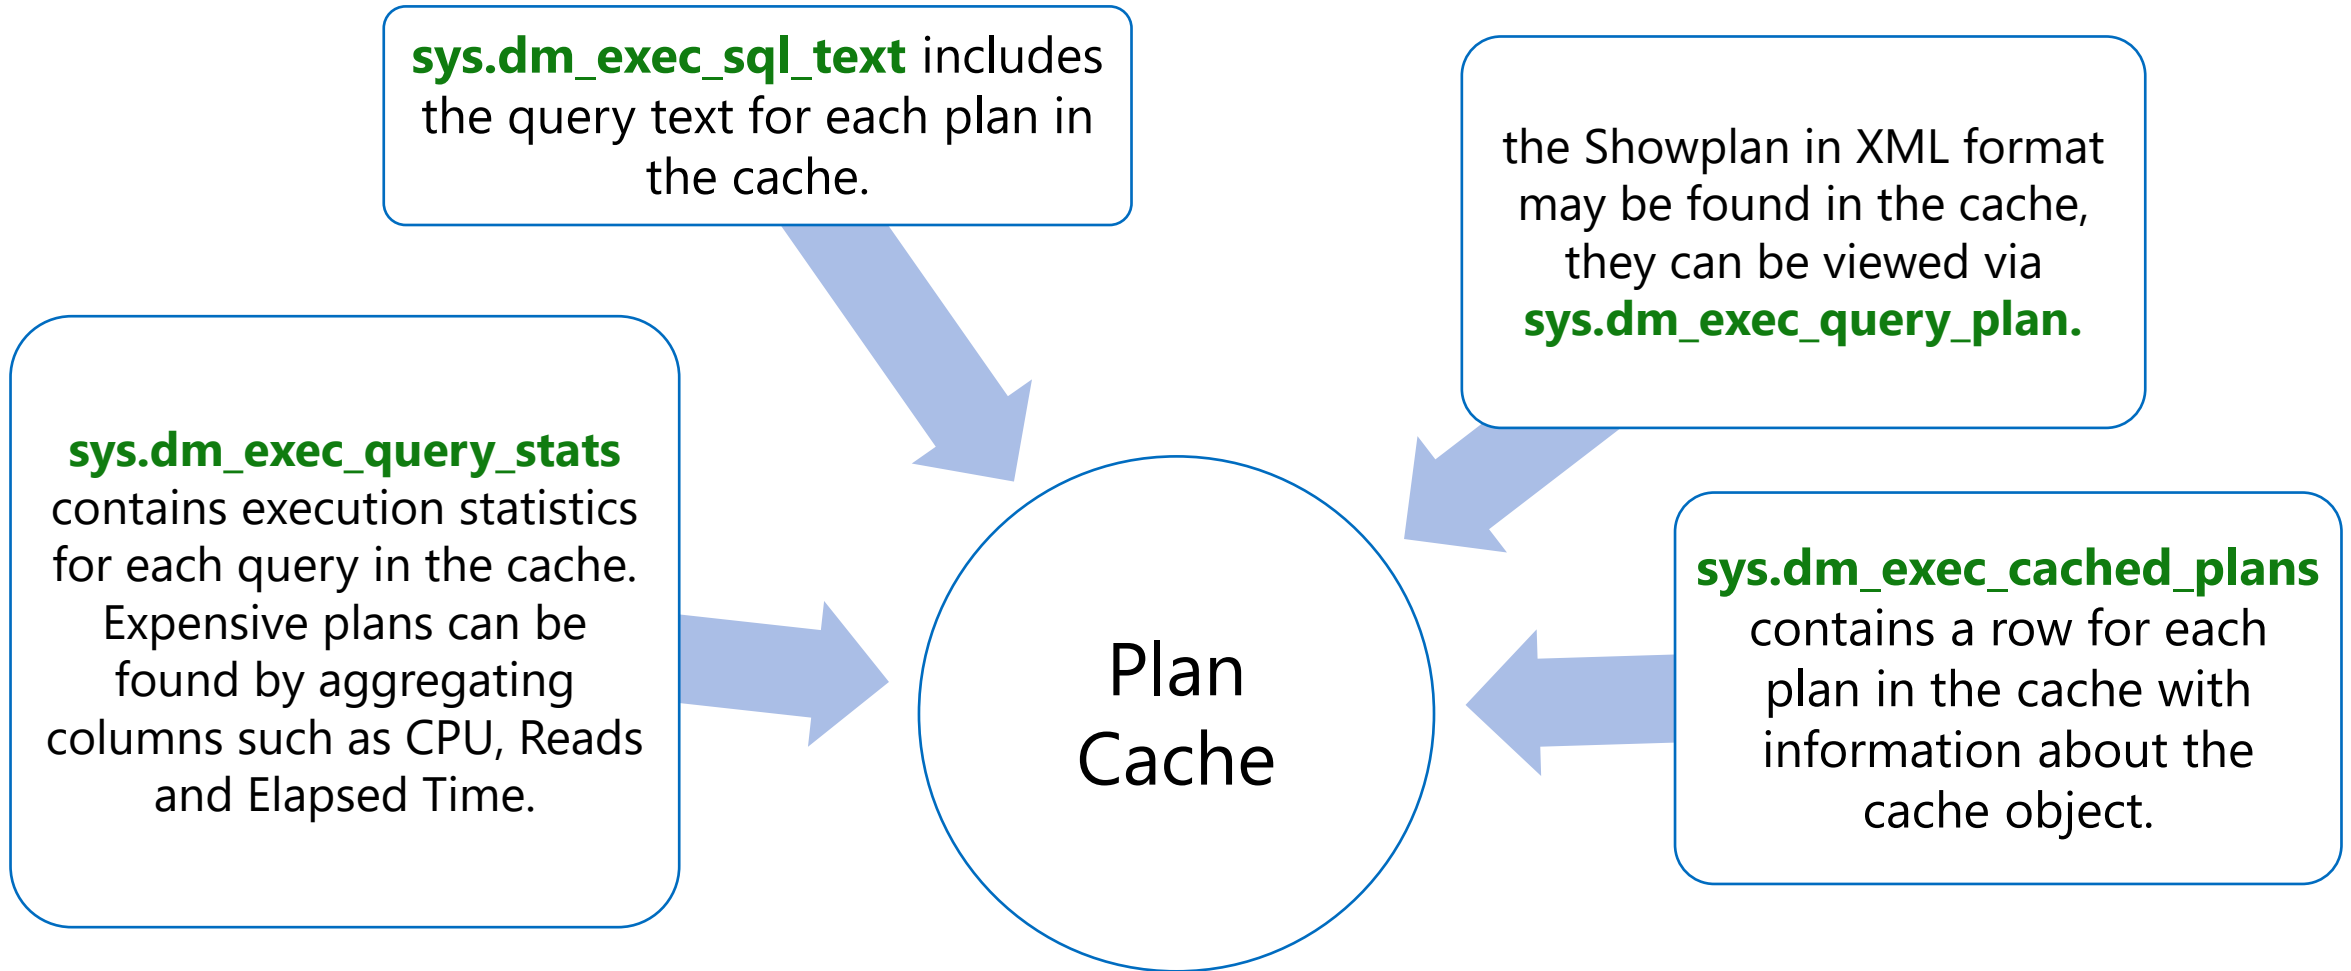 sys.dm_exec_sql_text includes
the query text for each plan in
the cache.
the Showplan in XML format
may be found in the cache,
they can be viewed via
sys.dm_exec_query_plan.
sys.dm_exec_query_stats
contains execution statistics
for each query in the cache.
Expensive plans can be
found by aggregating
columns such as CPU, Reads
and Elapsed Time.
Plan
Cache
sys.dm_exec_cached_plans
contains a row for each
plan in the cache with
information about the
cache object.